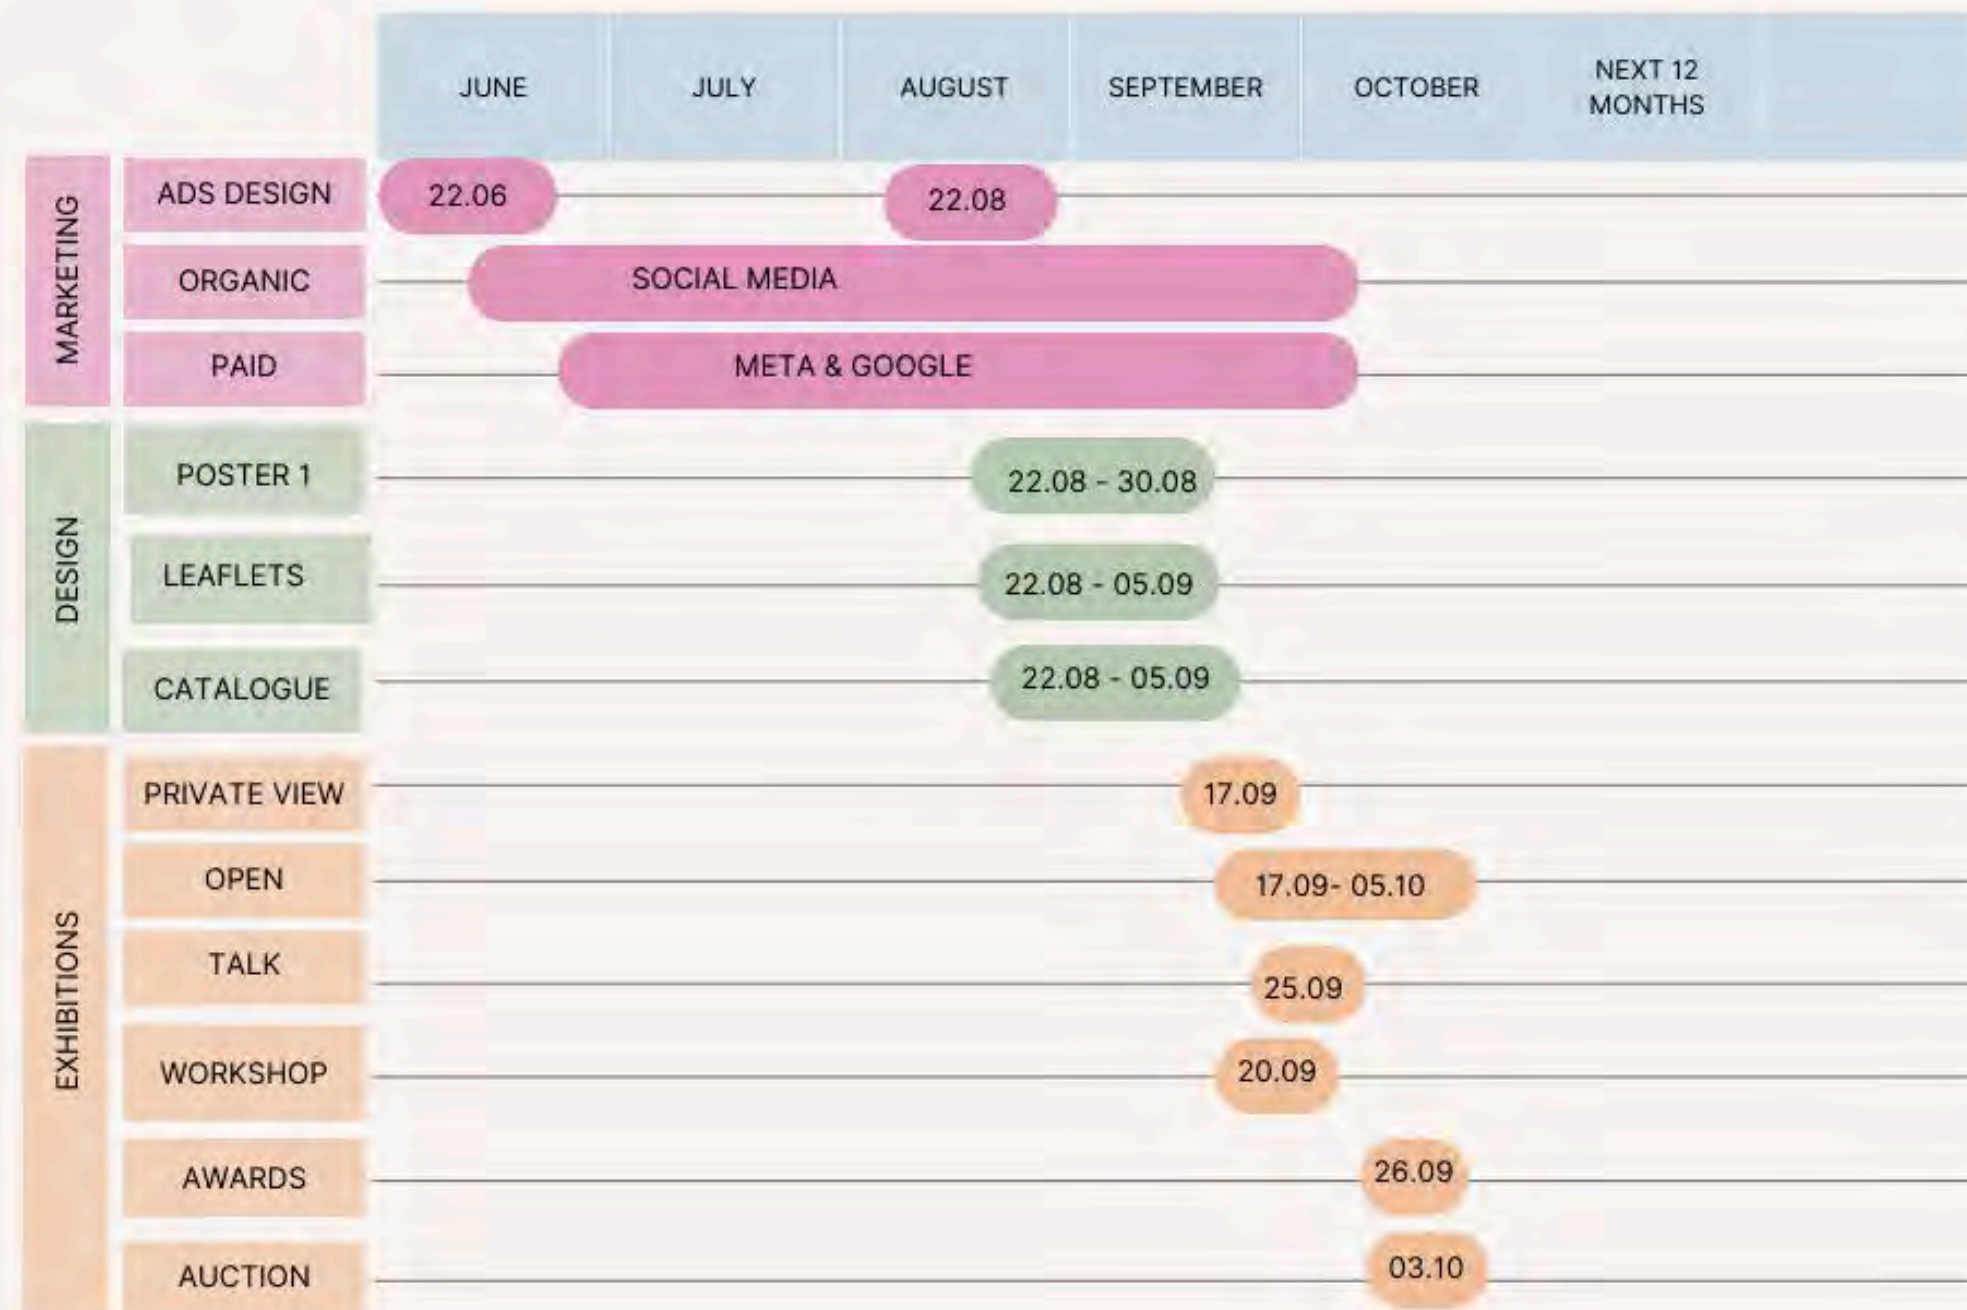 JUNE
JULY
AUGUST
SEPTEMBER
OCTOBER
NEXT 12
MONTHS
MARKETING
ADS DESIGN
22.06
22.08
ORGANIC
SOCIAL MEDIA
PAID
META & GOOGLE
DESIGN
POSTER 1
22.08 - 30.08
LEAFLETS
22.08 - 05.09
CATALOGUE
22.08 - 05.09
EXHIBITIONS
PRIVATE VIEW
17.09
OPEN
17.09- 05.10
TALK
25.09
WORKSHOP
20.09
AWARDS
26.09
AUCTION
03.10